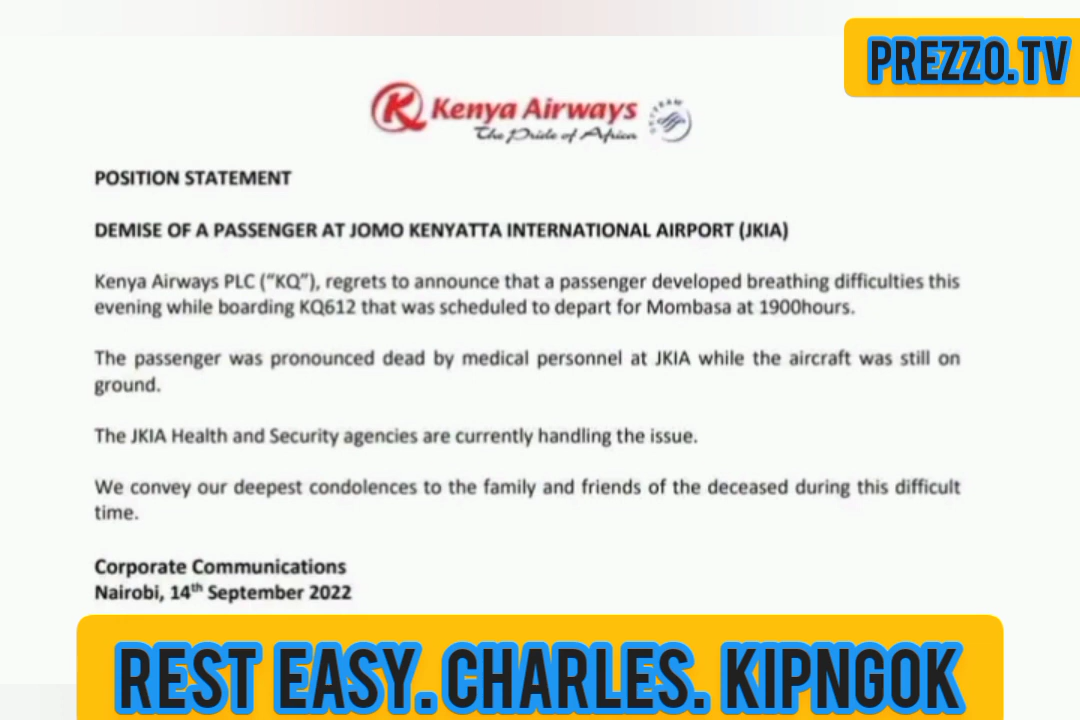 PREZZO.TV
Kenya Airways
The Pride of Africa
POSITION STATEMENT
DEMISE OF A PASSENGER AT JOMO KENYATTA INTERNATIONAL AIRPORT (JKIA)
Kenya Airways PLC (“KQ”), regrets to announce that a passenger developed breathing difficulties this
evening while boarding KQ612 that was scheduled to depart for Mombasa at 1900hours.
The passenger was pronounced dead by medical personnel at JKIA while the aircraft was still on
ground.
The JKIA Health and Security agencies are currently handling the issue.
We convey our deepest condolences to the family and friends of the deceased during this difficult
time.
Corporate Communications
Nairobi, 14th September 2022
REST EASY. CHARLES. KIPNGOK